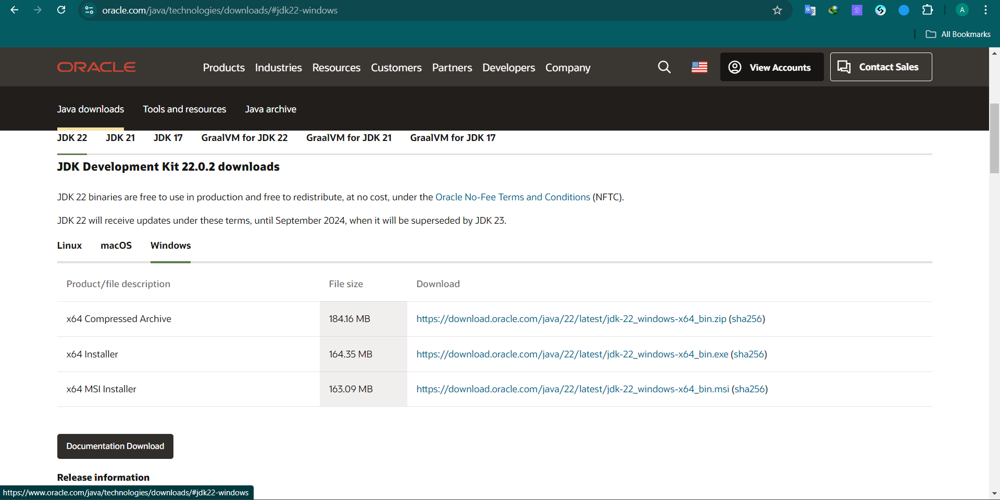 oracle.com/java/technologies/downloads/#jdk22-windows
A
All Bookmarks
ORACLE
Products Industries Resources Customers Partners Developers Company
View Accounts
Contact Sales
Java downloads Tools and resources Java archive
JDK 22 JDK 21 JDK 17 GraalVM for JDK 22 GraalVM for JDK 21 GraalVM for JDK 17
JDK Development Kit 22.0.2 downloads
JDK 22 binaries are free to use in production and free to redistribute, at no cost, under the Oracle No-Fee Terms and Conditions (NFTC).
JDK 22 will receive updates under these terms, until September 2024, when it will be superseded by JDK 23.
Linux macOS Windows
Product/file description File size Download
x64 Compressed Archive 184.16 MB https://download.oracle.com/java/22/latest/jdk-22_windows-x64_bin.zip (sha256)
x64 Installer 164.35 MB https://download.oracle.com/java/22/latest/jdk-22_windows-x64_bin.exe (sha256)
x64 MSI Installer 163.09 MB https://download.oracle.com/java/22/latest/jdk-22_windows-x64_bin.msi (sha256)
Documentation Download
Release information
https://www.oracle.com/java/technologies/downloads/#jdk22-windows